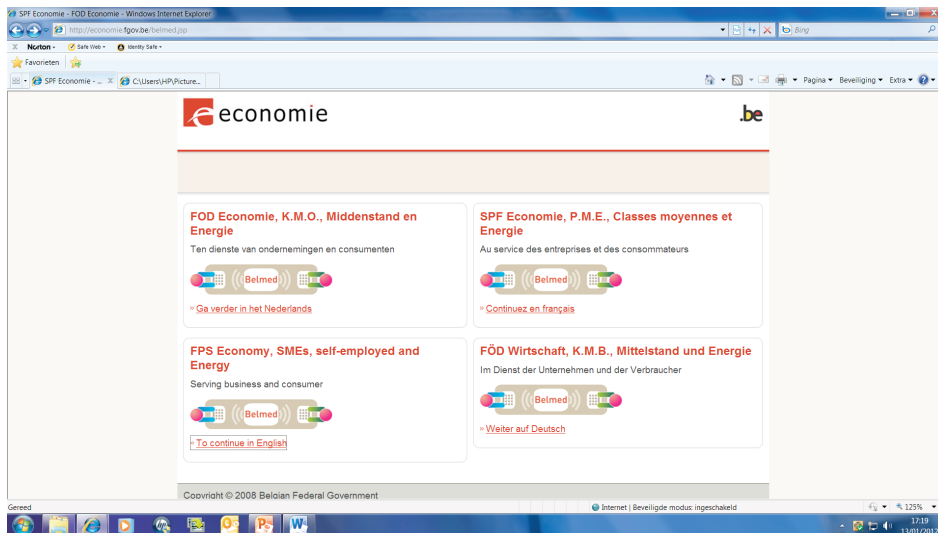 SPF Economie - FOD Economie - Windows Internet Explorer
http://economie.fgov.be/belmed.jsp
Bing
X Norton - Safe Web - Identity Safe -
Favorieten
SPF Economie - ... X C:\Users\HP\Picture...
Pagina Beveiliging Extra
economie
.be
FOD Economie, K.M.O., Middenstand en
Energie
Ten dienste van ondernemingen en consumenten
Belmed
» Ga verder in het Nederlands
SPF Economie, P.M.E., Classes moyennes et
Energie
Au service des entreprises et des consommateurs
Belmed
» Continuez en français
FPS Economy, SMEs, self-employed and
Energy
Serving business and consumer
Belmed
» To continue in English
FÖD Wirtschaft, K.M.B., Mittelstand und Energie
Im Dienst der Unternehmen und der Verbraucher
Belmed
» Weiter auf Deutsch
Copyright © 2008 Belgian Federal Government
Gereed
Internet | Beveiligde modus: ingeschakeld
125%
17:19
13/01/2012